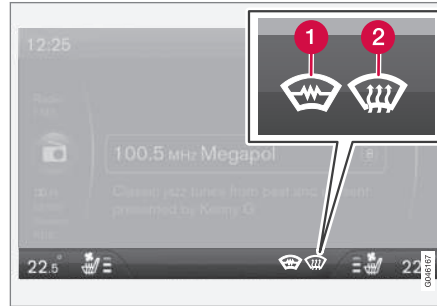 12:25
1 2
Radio
100.5 MHz Megapol 8
Classic jazz tunes from past and present
presented by Kenny G
22.5° 22
G046167